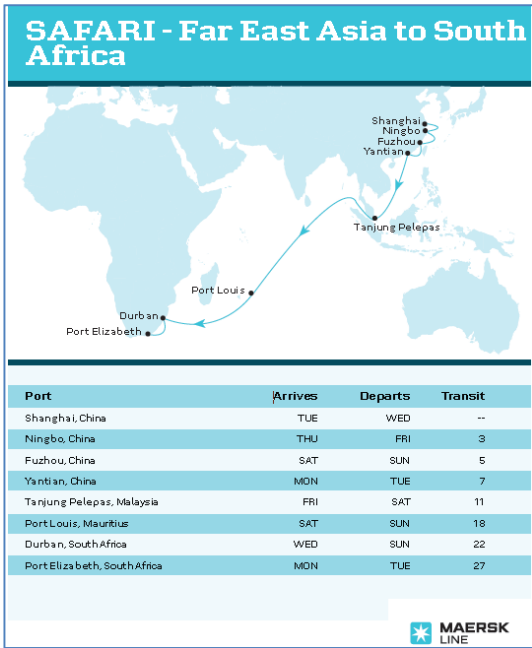 SAFARI - Far East Asia to South
Africa
Shanghai
Ningbo
Fuzhou
Yantian
Tanjung Pelepas
Port Louis
Durban
Port Elizabeth
Port Arrives Departs Transit
Shanghai, China TUE WED --
Ningbo, China THU FRI 3
Fuzhou, China SAT SUN 5
Yantian, China MON TUE 7
Tanjung Pelepas, Malaysia FRI SAT 11
Port Louis, Mauritius SAT SUN 18
Durban, South Africa WED SUN 22
Port Elizabeth, South Africa MON TUE 27
MAERSK
LINE